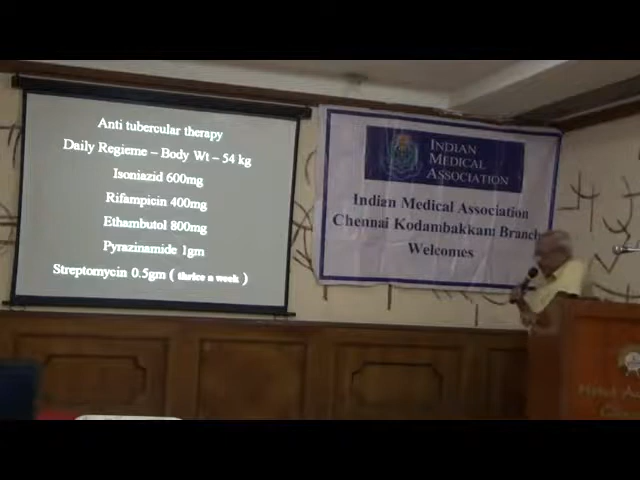 Anti tubercular therapy
Daily Regieme – Body Wt – 54 kg
Isoniazid 600mg
Rifampicin 400mg
Ethambutol 800mg
Pyrazinamide 1gm
Streptomycin 0.5gm ( thrice a week )
INDIAN
MEDICAL
ASSOCIATION
Indian Medical Association
Chennai Kodambakkam Branch
Welcomes